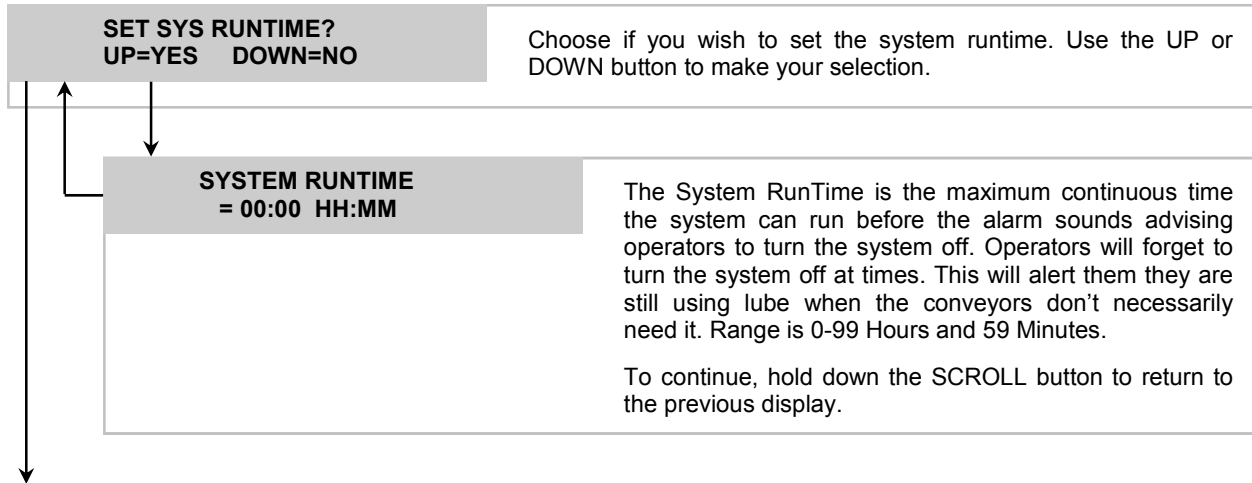 SET SYS RUNTIME?
UP=YES DOWN=NO
Choose if you wish to set the system runtime. Use the UP or
DOWN button to make your selection.
SYSTEM RUNTIME
= 00:00 HH:MM
The System RunTime is the maximum continuous time
the system can run before the alarm sounds advising
operators to turn the system off. Operators will forget to
turn the system off at times. This will alert them they are
still using lube when the conveyors don’t necessarily
need it. Range is 0-99 Hours and 59 Minutes.
To continue, hold down the SCROLL button to return to
the previous display.